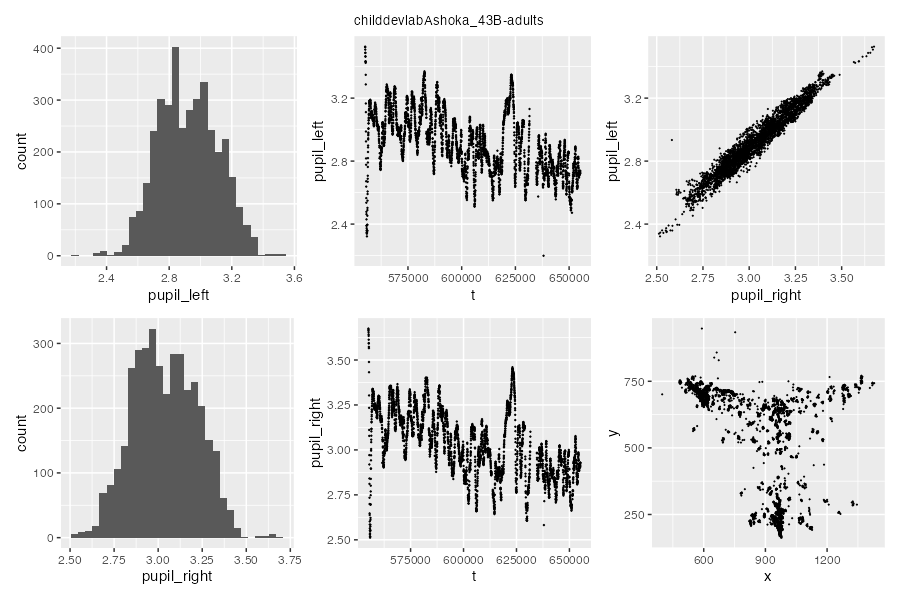 childdevlabAshoka_43B-adults
400
300
200
100
0
count
2.4 2.8 3.2 3.6
pupil_left
3.2
2.8
2.4
pupil_left
575000 600000 625000 650000
t
3.2
2.8
2.4
pupil_left
2.50 2.75 3.00 3.25 3.50
pupil_right
300
200
100
0
count
2.50 2.75 3.00 3.25 3.50 3.75
pupil_right
3.50
3.25
3.00
2.75
2.50
pupil_right
575000 600000 625000 650000
t
750
500
250
y
600 900 1200
x